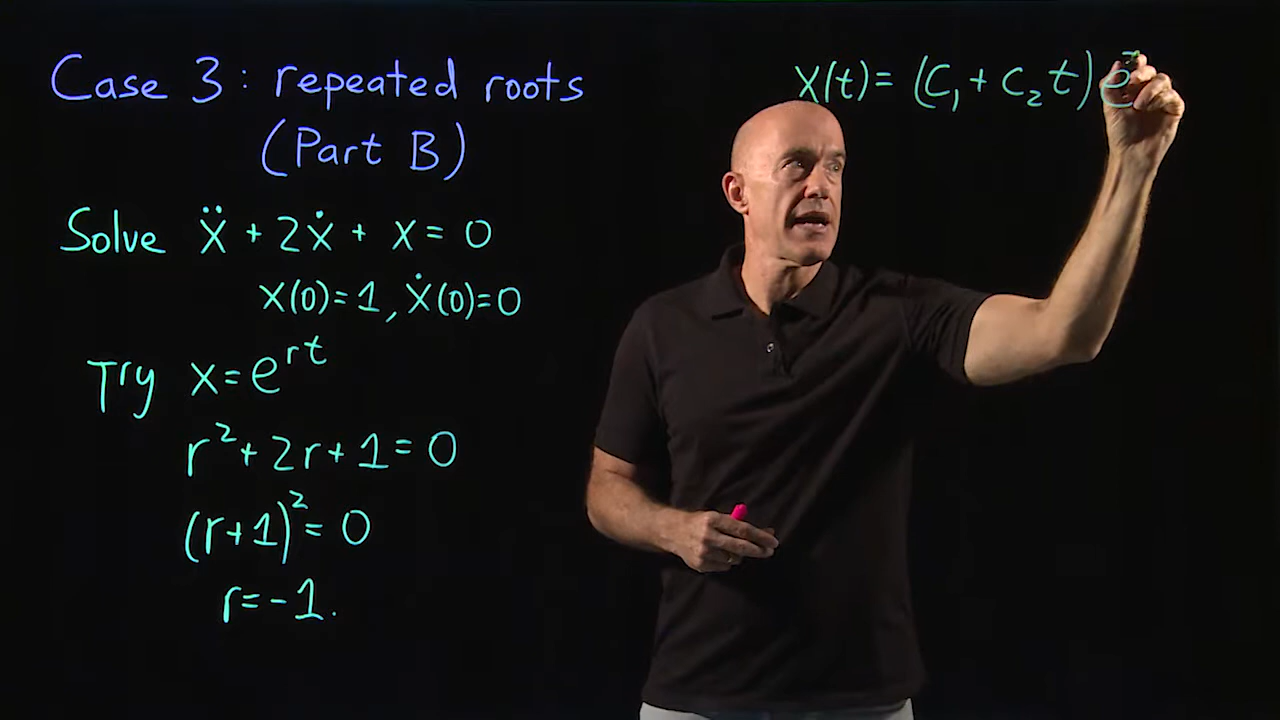 Case 3: repeated roots
(Part B)
Solve ẍ + 2ẋ + x = 0
x(0)=1, ẋ(0)=0
Try x=e^{rt}
r²+2r+1=0
(r+1)²=0
r=-1.
x(t)= (c₁+c₂t)e